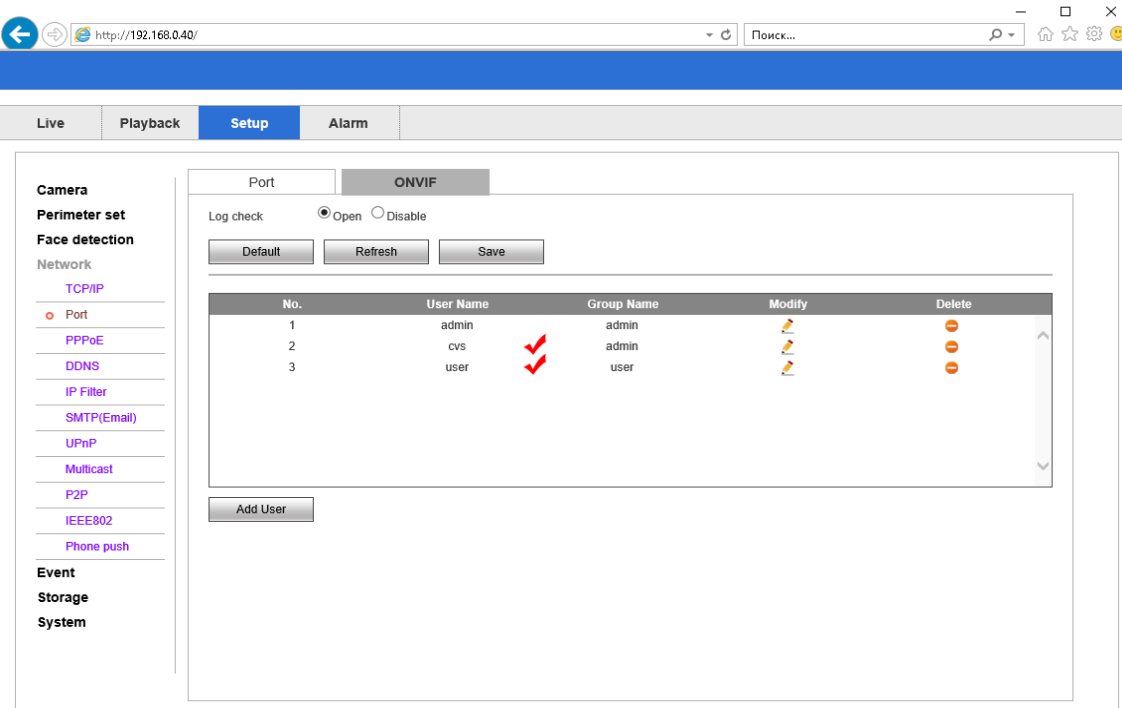 http://192.168.0.40/ Поиск...
Live Playback Setup Alarm
Port ONVIF
Camera
Perimeter set
Face detection
Network
TCP/IP
Port
PPPoE
DDNS
IP Filter
SMTP(Email)
UPnP
Multicast
P2P
IEEE802
Phone push
Event
Storage
System
Log check Open Disable
Default Refresh Save
No. User Name Group Name Modify Delete
1 admin admin
2 cvs admin
3 user user
Add User